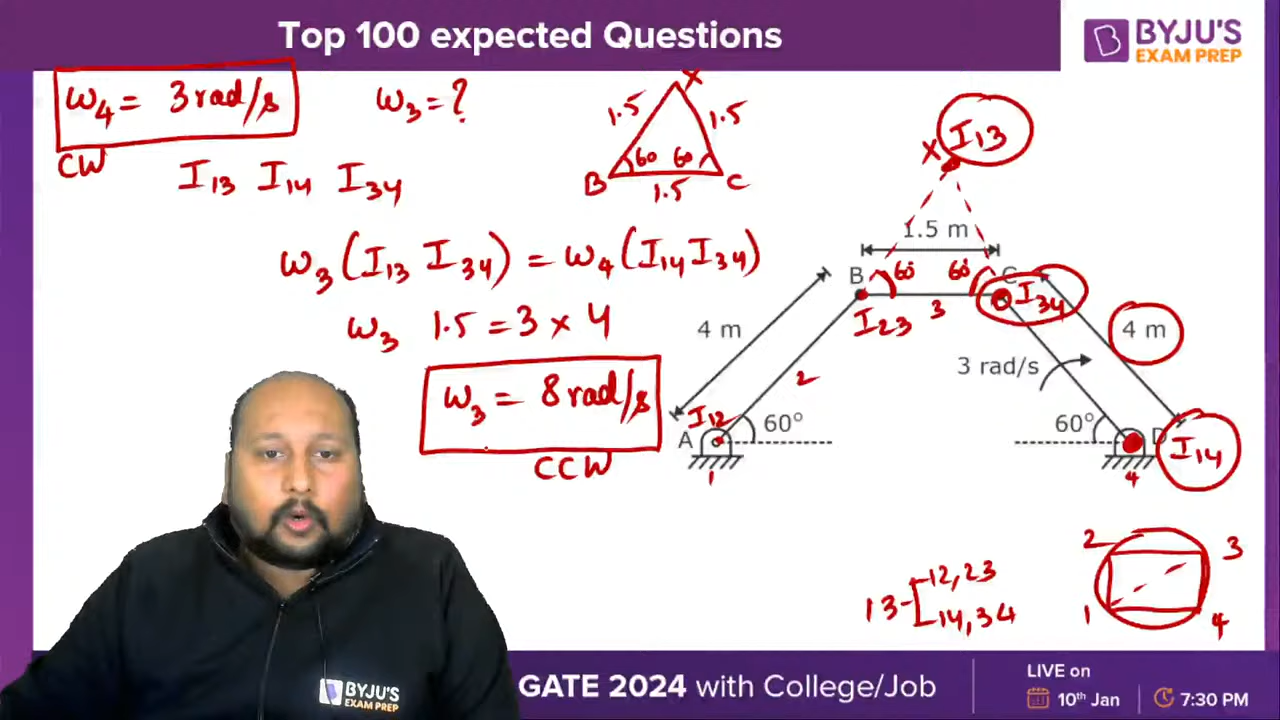 Top 100 expected Questions
BYJU'S
EXAM PREP
ω4 = 3 rad/s
CW
ω3 = ?
I13 I14 I34
ω3 (I13 I34) = ω4 (I14 I34)
ω3 1.5 = 3 × 4
ω3 = 8 rad/s
CCW
X
1.5
1.5
60 60
B
C
1.5
X
I13
1.5 m
B
60°
60°
C
I34
I23
3
4 m
4 m
2
3 rad/s
I12
A
60°
60°
D
I14
1
4
13
12,23
14,34
2
3
1
4
BYJU'S
EXAM PREP
GATE 2024 with College/Job
LIVE on
10th Jan
7:30 PM